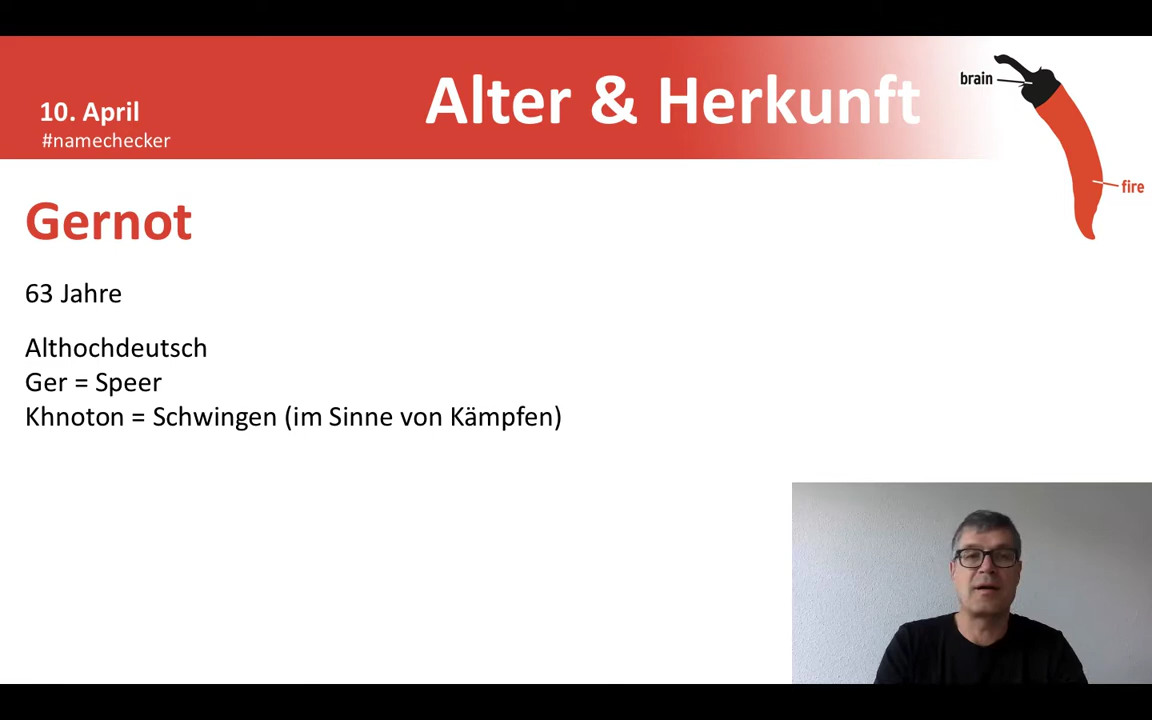 10. April
#namechecker
Alter & Herkunft
brain
fire
Gernot
63 Jahre
Althochdeutsch
Ger = Speer
Khnoton = Schwingen (im Sinne von Kämpfen)